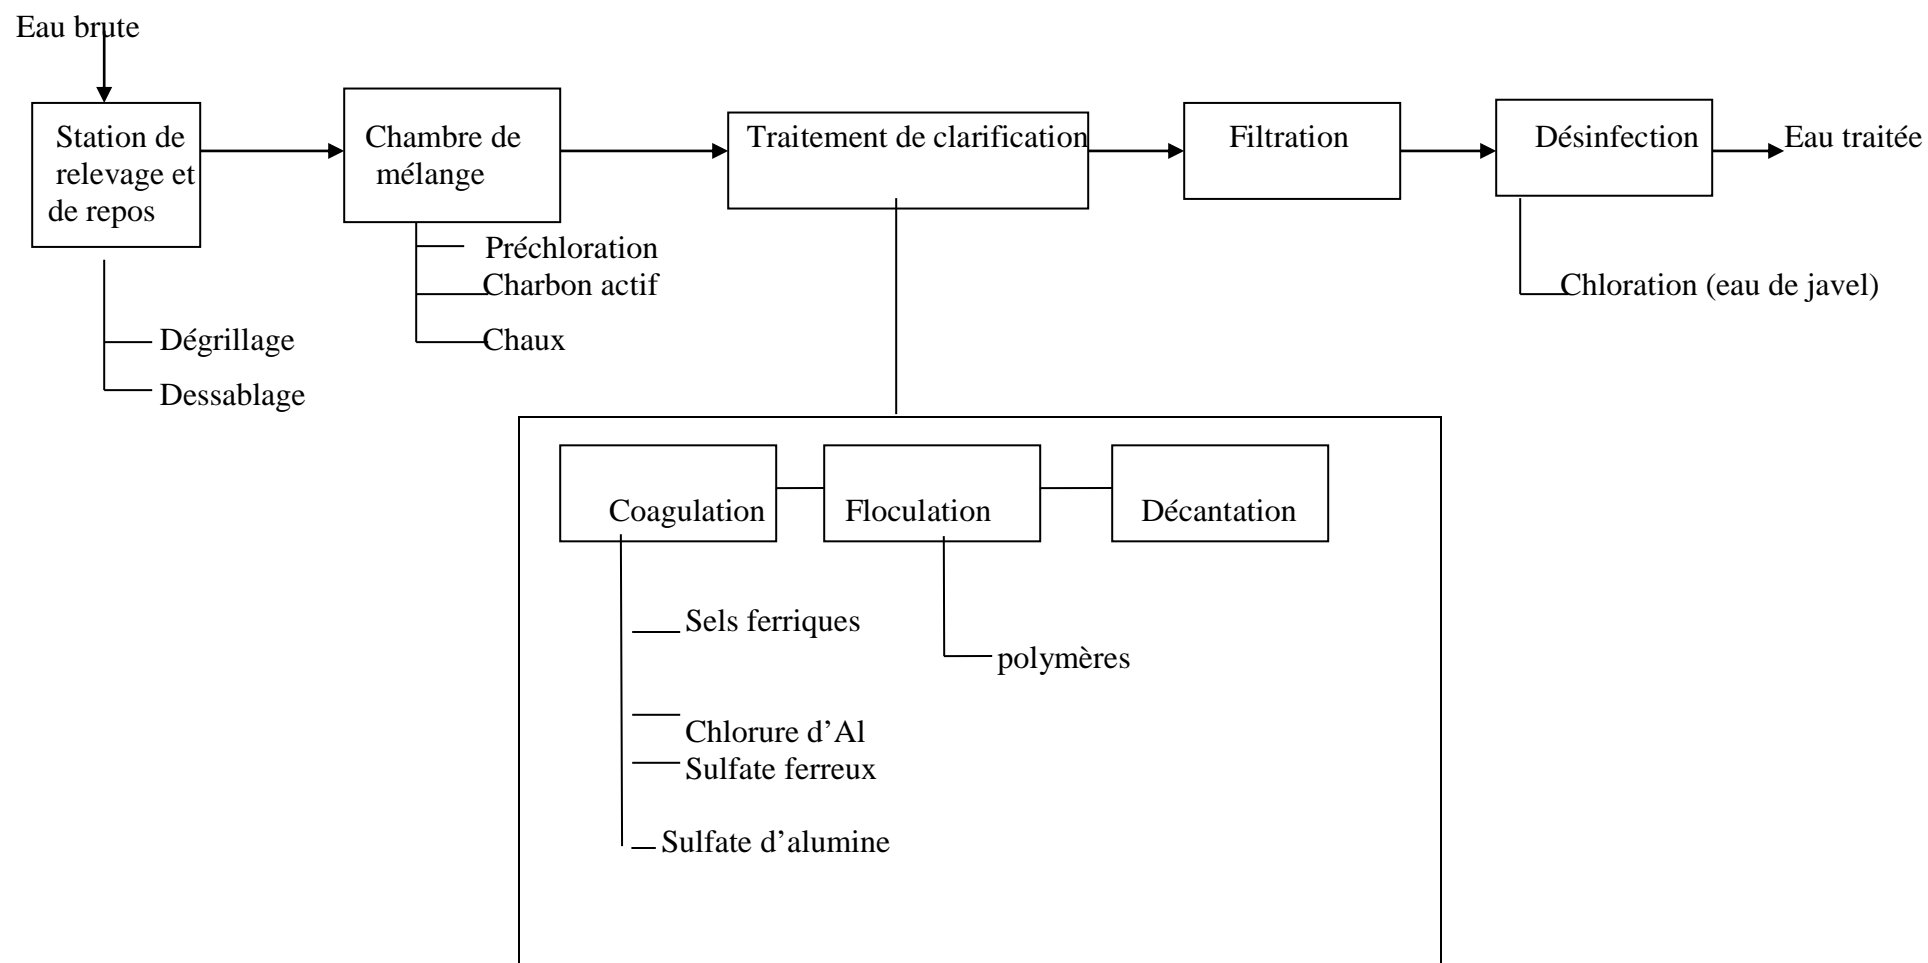 Eau brute
Station de
relevage et
de repos
Chambre de
mélange
Traitement de clarification
Filtration
Désinfection
Eau traitée
Préchloration
Charbon actif
Chaux
Chloration (eau de javel)
Dégrillage
Dessablage
Coagulation
Floculation
Décantation
Sels ferriques
polymères
Chlorure d’Al
Sulfate ferreux
Sulfate d’alumine